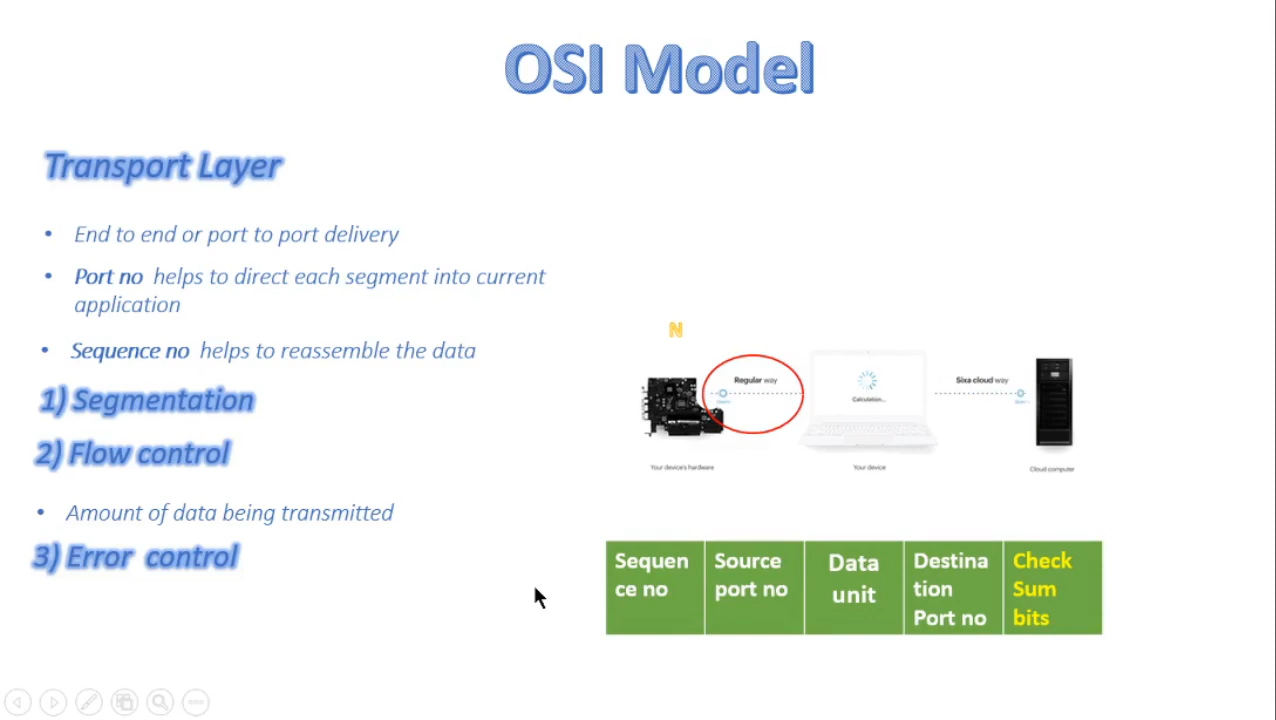 OSI Model
Transport Layer
• End to end or port to port delivery
• Port no helps to direct each segment into current
application
• Sequence no helps to reassemble the data
1) Segmentation
2) Flow control
• Amount of data being transmitted
3) Error control
N
Regular way
Calculation...
Sixa cloud way
Your device's hardware
Your device
Cloud computer
Sequen
ce no
Source
port no
Data
unit
Destina
tion
Port no
Check
Sum
bits